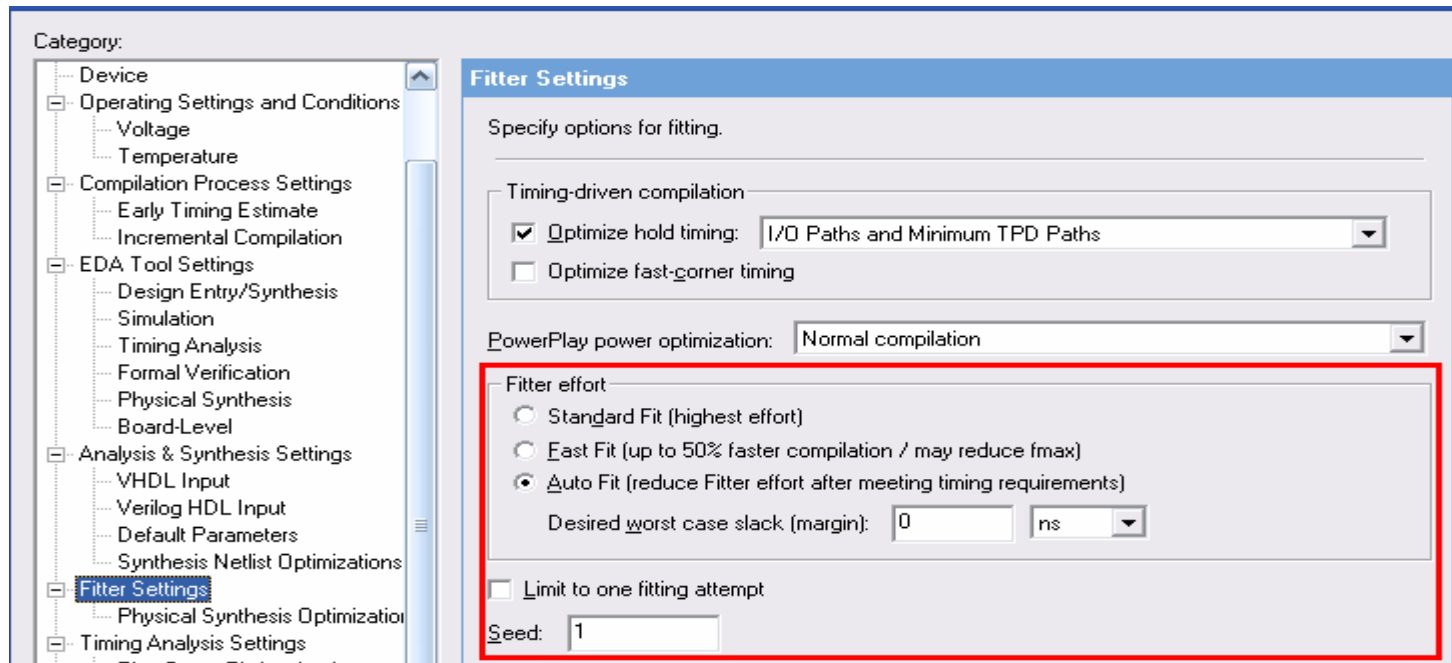 Category:
Device
Operating Settings and Conditions
Voltage
Temperature
Compilation Process Settings
Early Timing Estimate
Incremental Compilation
EDA Tool Settings
Design Entry/Synthesis
Simulation
Timing Analysis
Formal Verification
Physical Synthesis
Board-Level
Analysis & Synthesis Settings
VHDL Input
Verilog HDL Input
Default Parameters
Synthesis Netlist Optimizations
Fitter Settings
Physical Synthesis Optimization
Timing Analysis Settings
Fitter Settings
Specify options for fitting.
Timing-driven compilation
Optimize hold timing: I/O Paths and Minimum TPD Paths
Optimize fast-corner timing
PowerPlay power optimization: Normal compilation
Fitter effort
Standard Fit (highest effort)
Fast Fit (up to 50% faster compilation / may reduce fmax)
Auto Fit (reduce Fitter effort after meeting timing requirements)
Desired worst case slack (margin): 0 ns
Limit to one fitting attempt
Seed: 1